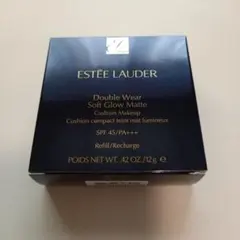 ESTĒE LAUDER
Double Wear
Soft Glow Matte
Cushion Makeup
Cushion compact teint mat lumineux
SPF 45/PA+++
Refill/Recharge
POIDS NET WT. .42 OZ./12g e